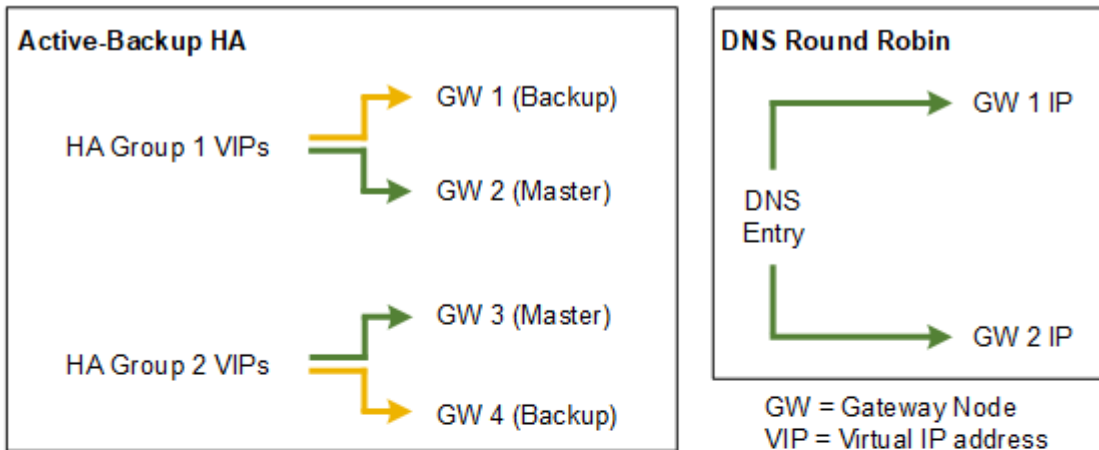 Active-Backup HA
GW 1 (Backup)
HA Group 1 VIPs
GW 2 (Master)
GW 3 (Master)
HA Group 2 VIPs
GW 4 (Backup)
DNS Round Robin
GW 1 IP
DNS
Entry
GW 2 IP
GW = Gateway Node
VIP = Virtual IP address